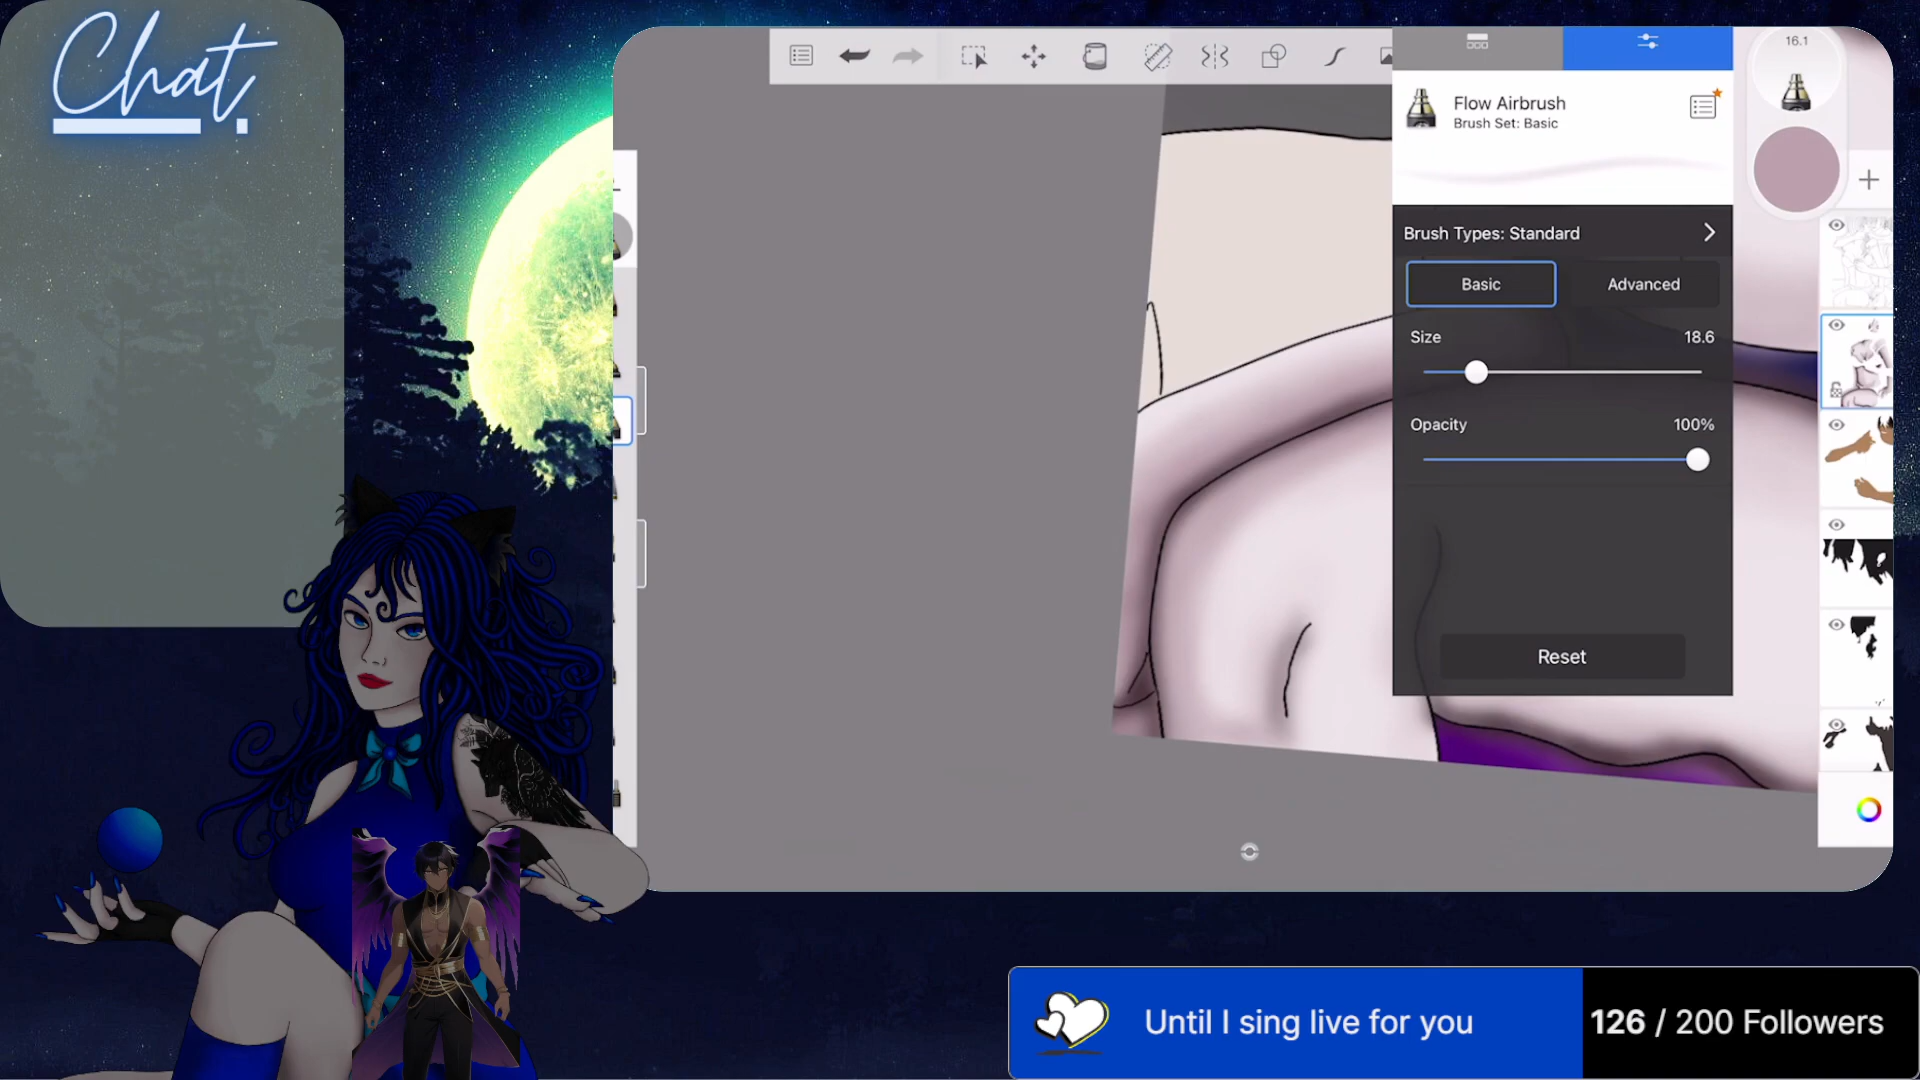 Chat.
16.1
Flow Airbrush
Brush Set: Basic
Brush Types: Standard
Basic
Advanced
Size
18.6
Opacity
100%
Reset
Until I sing live for you
126 / 200 Followers